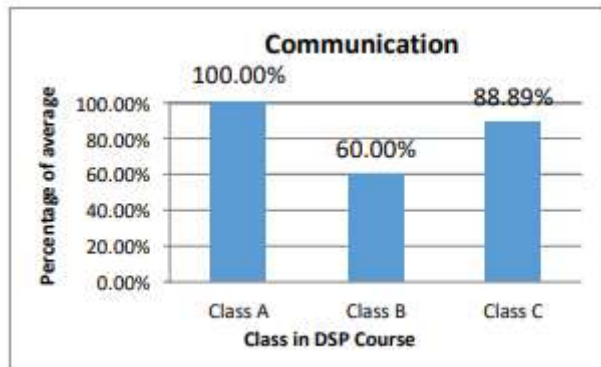 Communication
Percentage of average
100.00%
80.00%
60.00%
40.00%
20.00%
0.00%
100.00%
60.00%
88.89%
Class A
Class B
Class C
Class in DSP Course